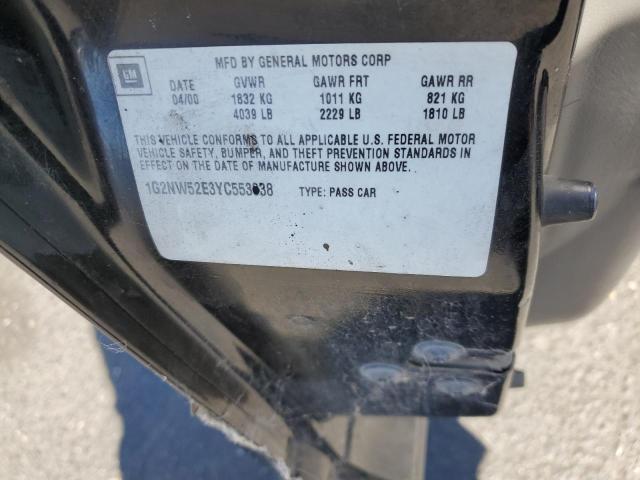 GM
MFD BY GENERAL MOTORS CORP
DATE GVWR GAWR FRT GAWR RR
04/00 1832 KG 1011 KG 821 KG
4039 LB 2229 LB 1810 LB
THIS VEHICLE CONFORMS TO ALL APPLICABLE U.S. FEDERAL MOTOR
VEHICLE SAFETY, BUMPER, AND THEFT PREVENTION STANDARDS IN
EFFECT ON THE DATE OF MANUFACTURE SHOWN ABOVE.
TYPE: PASS CAR